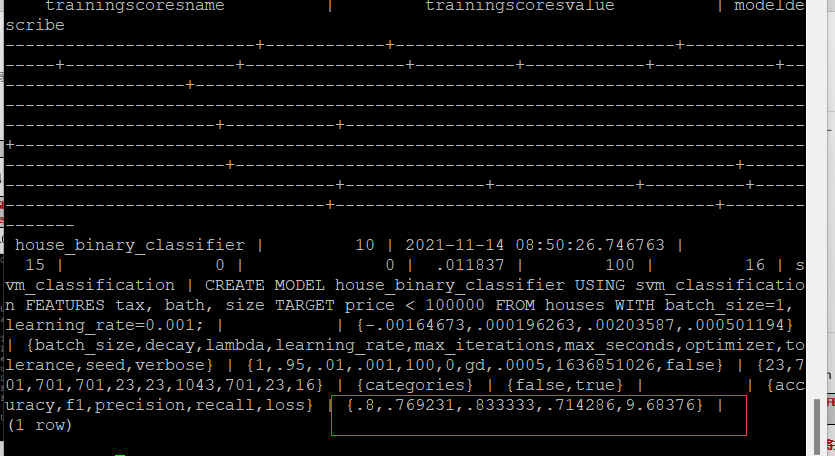 trainingscoresname          |         trainingscoresvalue          | modelde
scribe
--------------------------+------------+----------------------------+------------
-----+-----------------+----------------+---------+------------+------------+--
------------------+--------------------------------------------------------------
---------------------------------------------------------------------------------
---------------------+-----------+-----------------------------------------------
+--------------------------------------------------------------------------------
----------------------+--------------------------------------------------+------
---------------------------------+--------------+--------------+----------+-----
--------------------------------+--------------------------------------+--------
-------
house_binary_classifier |         10 | 2021-11-14 08:50:26.746763 |
15 |               0 |              0 | .011837 |        100 |         16 | s
vm_classification | CREATE MODEL house_binary_classifier USING svm_classificatio
n FEATURES tax, bath, size TARGET price < 100000 FROM houses WITH batch_size=1,
learning_rate=0.001; |           | {-.00164673,.000196263,.00203587,.000501194}
| {batch_size,decay,lambda,learning_rate,max_iterations,max_seconds,optimizer,to
lerance,seed,verbose} | {1,.95,.01,.001,100,0,gd,.0005,1636851026,false} | {23,7
01,701,701,23,23,1043,701,23,16} | {categories} | {false,true} |          | {acc
uracy,f1,precision,recall,loss} | {.8,.769231,.833333,.714286,9.68376} |
(1 row)